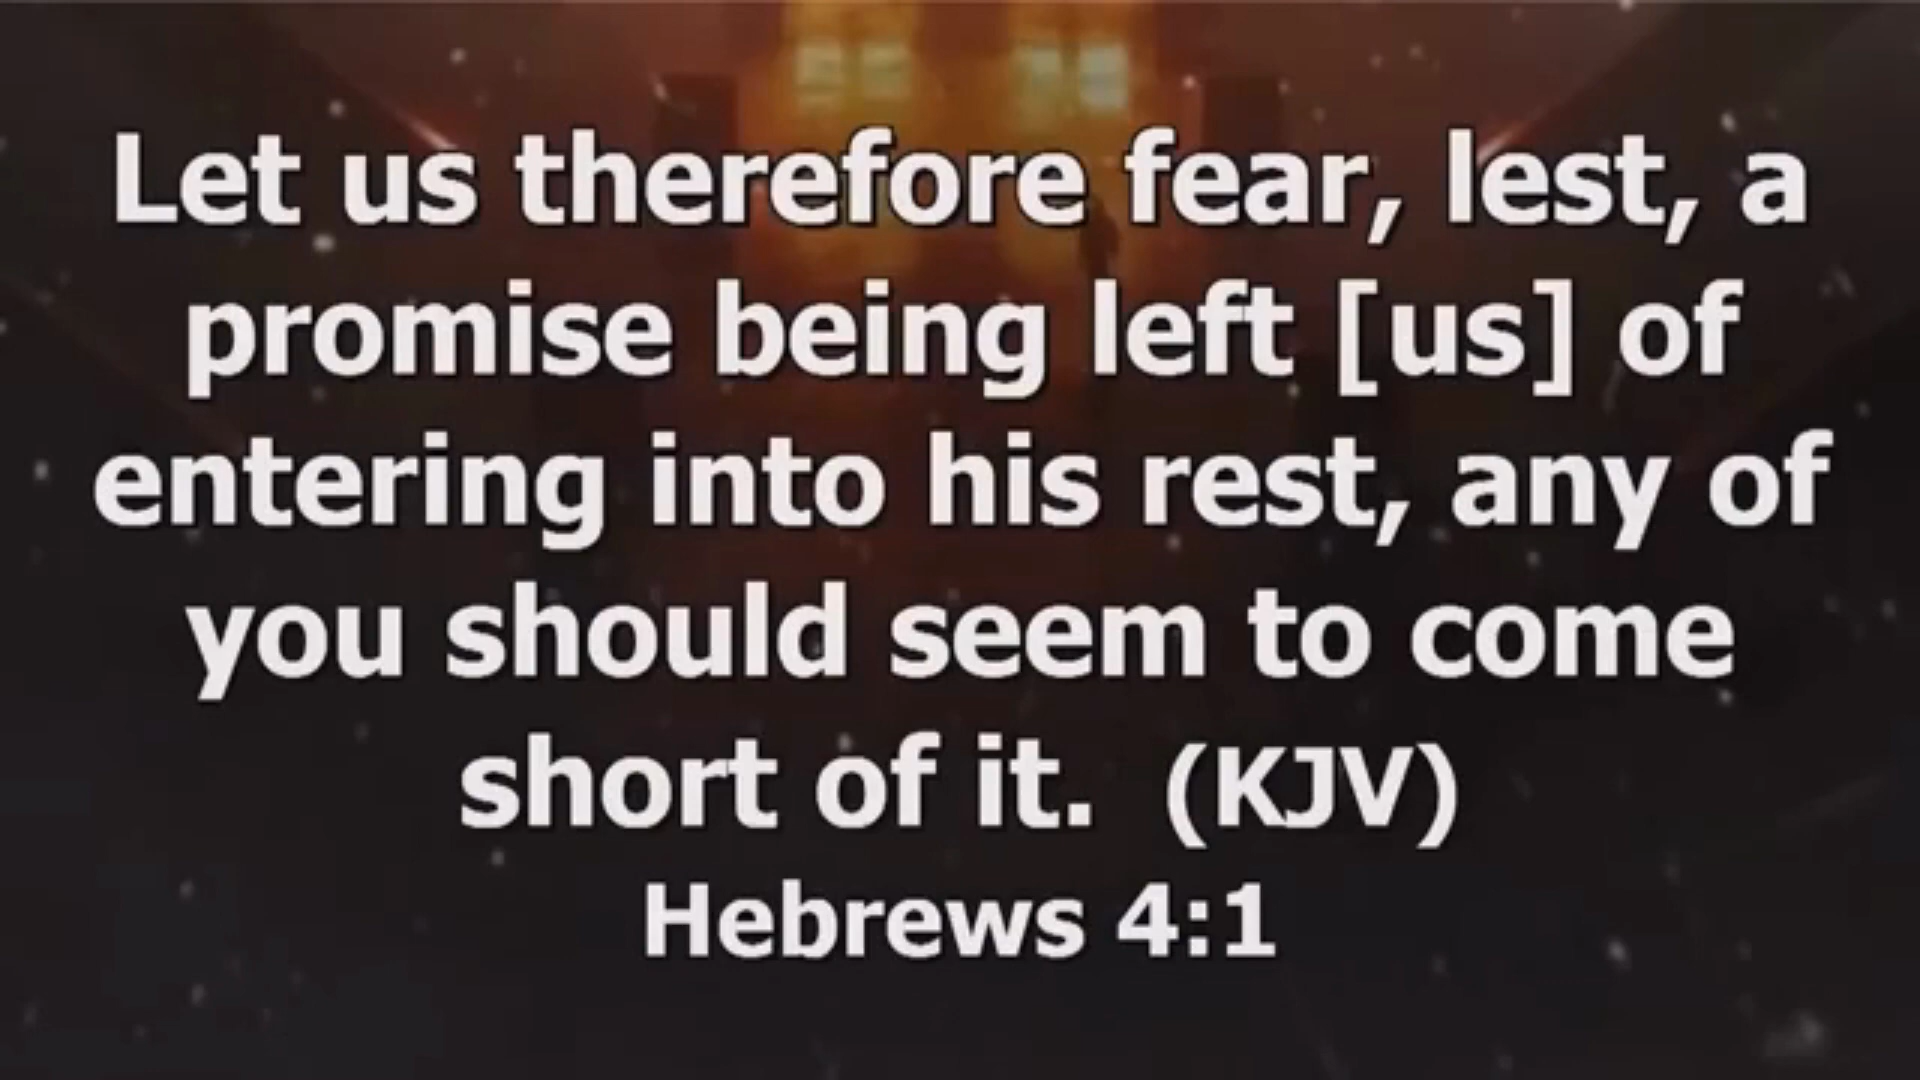 Let us therefore fear, lest, a
promise being left [us] of
entering into his rest, any of
you should seem to come
short of it.  (KJV)
Hebrews 4:1